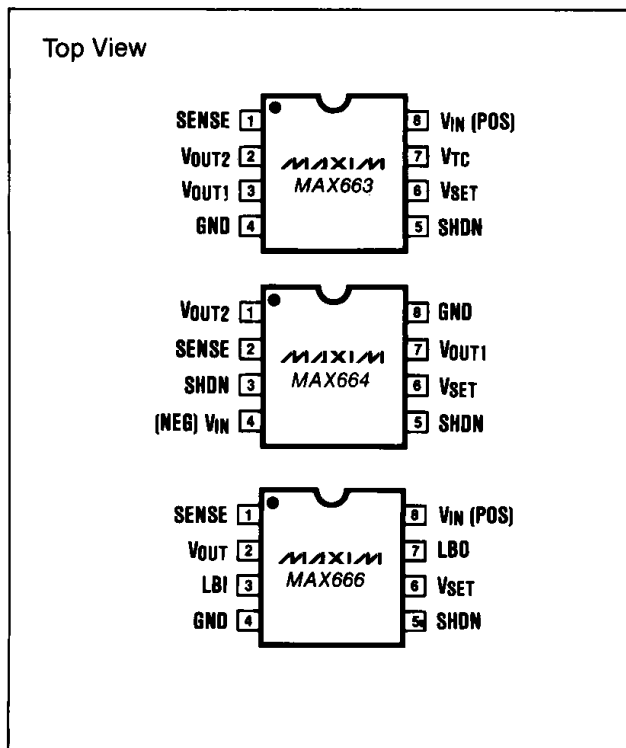 Top View
SENSE 1 8 VIN (POS)
VOUT2 2 MAXIM 7 VTC
VOUT1 3 MAX663 6 VSET
GND 4 5 SHDN
VOUT2 1 8 GND
SENSE 2 MAXIM 7 VOUT1
SHDN 3 MAX664 6 VSET
(NEG) VIN 4 5 SHDN
SENSE 1 8 VIN (POS)
VOUT 2 MAXIM 7 LBO
LBI 3 MAX666 6 VSET
GND 4 5 SHDN